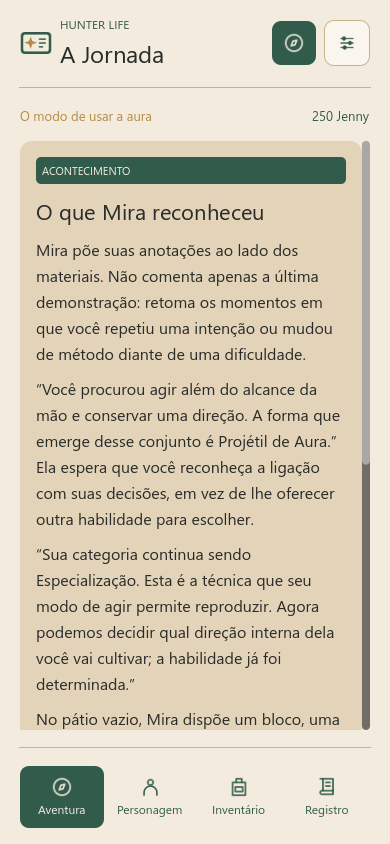 HUNTER LIFE
A Jornada
O modo de usar a aura
250 Jenny
ACONTECIMENTO
O que Mira reconheceu
Mira põe suas anotações ao lado dos
materiais. Não comenta apenas a última
demonstração: retoma os momentos em
que você repetiu uma intenção ou mudou
de método diante de uma dificuldade.
“Você procurou agir além do alcance da
mão e conservar uma direção. A forma que
emerge desse conjunto é Projétil de Aura.”
Ela espera que você reconheça a ligação
com suas decisões, em vez de lhe oferecer
outra habilidade para escolher.
“Sua categoria continua sendo
Especialização. Esta é a técnica que seu
modo de agir permite reproduzir. Agora
podemos decidir qual direção interna dela
você vai cultivar; a habilidade já foi
determinada.”
No pátio vazio, Mira dispõe um bloco, uma
Aventura
Personagem
Inventário
Registro